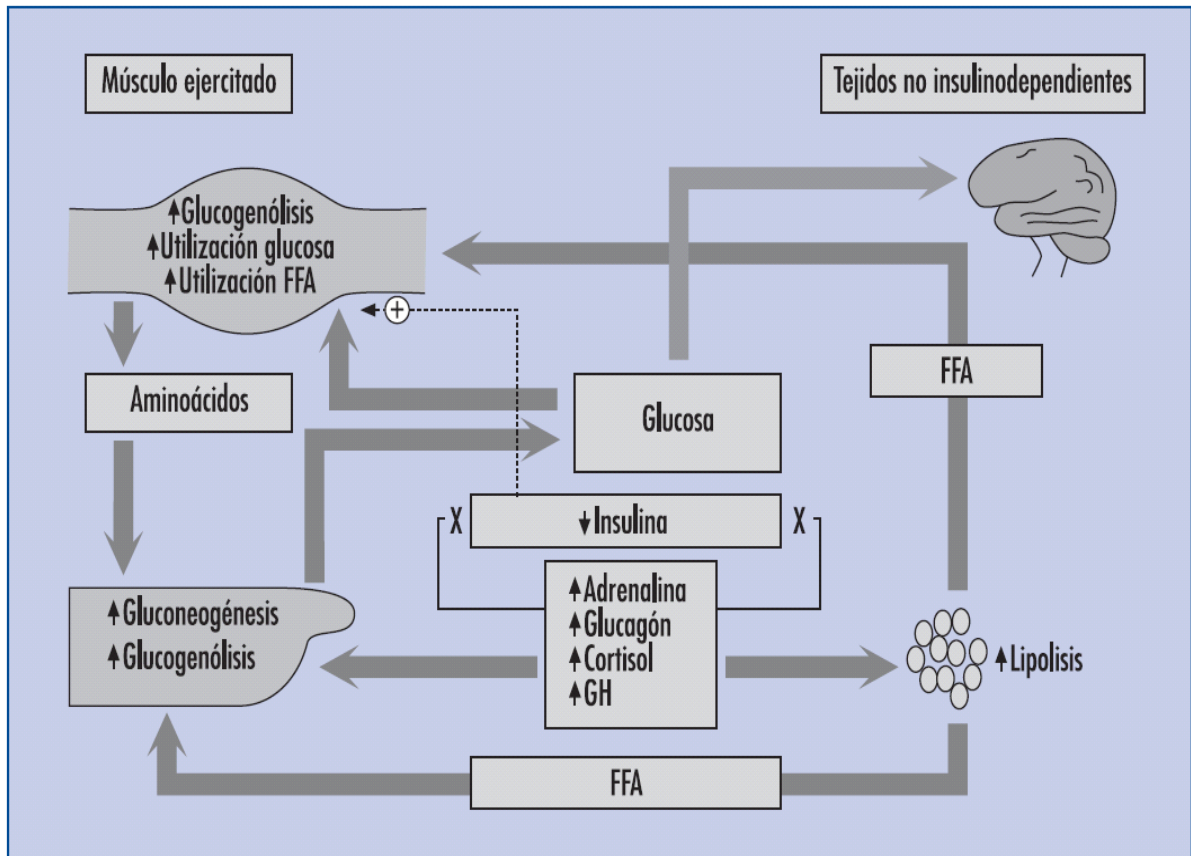 Músculo ejercitado
Tejidos no insulinodependientes
↑Glucogenólisis
↑Utilización glucosa
↑Utilización FFA
+
Aminoácidos
Glucosa
FFA
X
↓Insulina
X
↑Adrenalina
↑Glucagón
↑Cortisol
↑GH
↑Gluconeogénesis
↑Glucogenólisis
↑Lipolisis
FFA